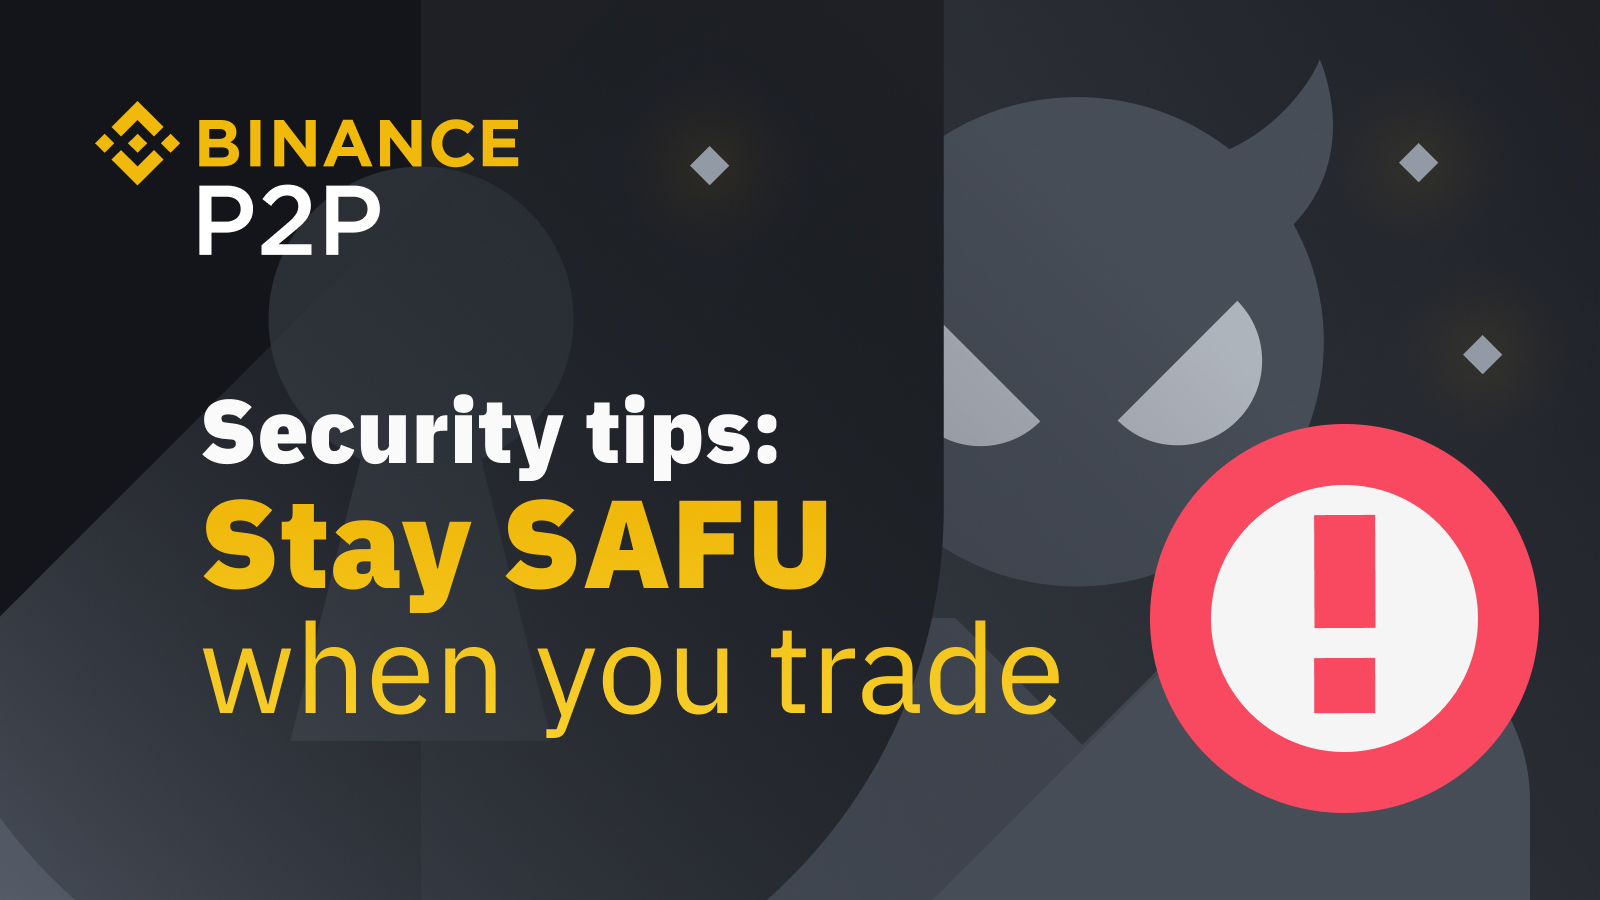 BINANCE
P2P
Security tips:
Stay SAFU
when you trade
!